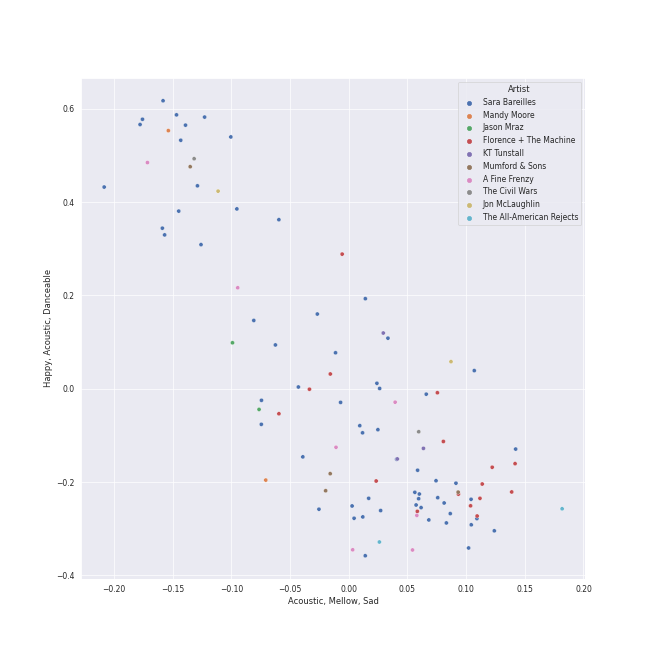 Artist
Sara Bareilles
Mandy Moore
Jason Mraz
Florence + The Machine
KT Tunstall
Mumford & Sons
A Fine Frenzy
The Civil Wars
Jon McLaughlin
The All-American Rejects
Happy, Acoustic, Danceable
0.6
0.4
0.2
0.0
−0.2
−0.4
−0.20 −0.15 −0.10 −0.05 0.00 0.05 0.10 0.15 0.20
Acoustic, Mellow, Sad